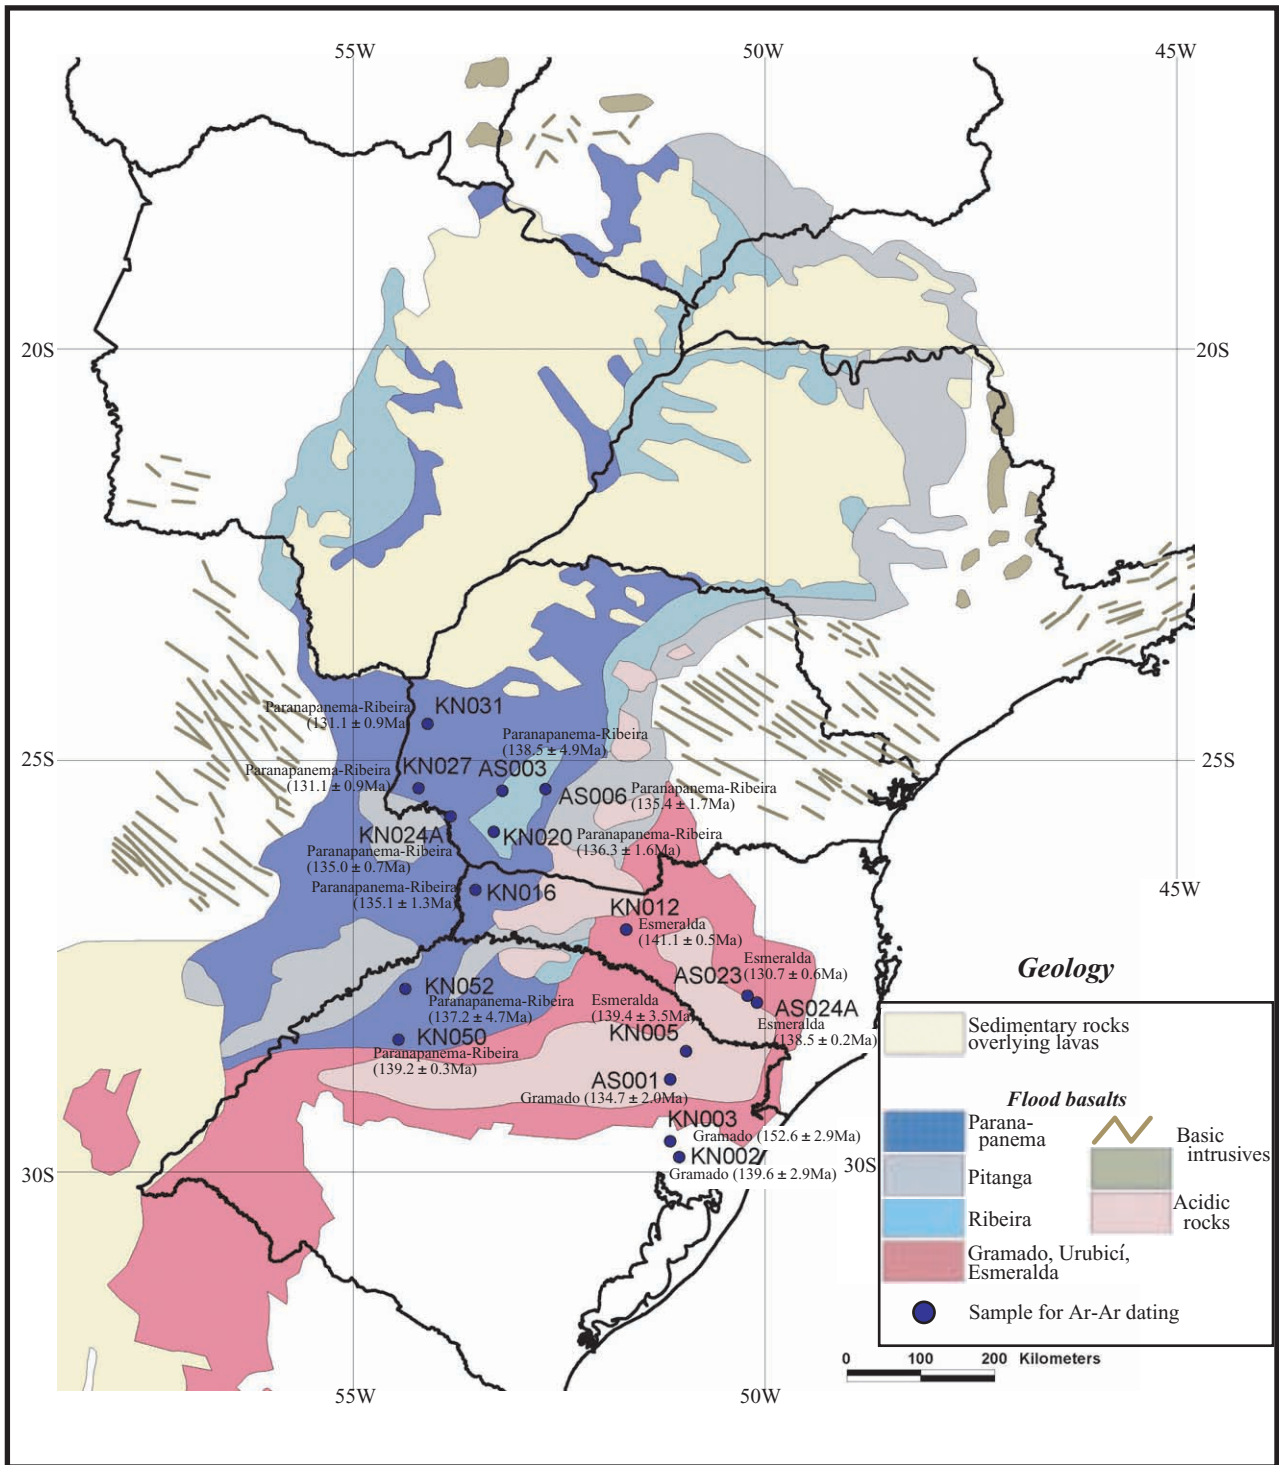 55W
50W
45W
20S
20S
KN031
Paranapanema-Ribeira
(131.1 ± 0.9Ma)
Paranapanema-Ribeira
(138.5 ± 4.9Ma)
25S
25S
KN027
AS003
Paranapanema-Ribeira
(131.1 ± 0.9Ma)
AS006
Paranapanema-Ribeira
(135.4 ± 1.7Ma)
KN024A
KN020
Paranapanema-Ribeira
(136.3 ± 1.6Ma)
Paranapanema-Ribeira
(135.0 ± 0.7Ma)
Paranapanema-Ribeira
(135.1 ± 1.3Ma)
KN016
45W
KN012
Esmeralda
(141.1 ± 0.5Ma)
Esmeralda
(130.7 ± 0.6Ma)
AS023
KN052
Paranapanema-Ribeira
(137.2 ± 4.7Ma)
Esmeralda
(139.4 ± 3.5Ma)
AS024A
Esmeralda
(138.5 ± 0.2Ma)
KN050
Paranapanema-Ribeira
(139.2 ± 0.3Ma)
KN005
AS001
Gramado (134.7 ± 2.0Ma)
KN003
Gramado (152.6 ± 2.9Ma)
KN002
Gramado (139.6 ± 2.9Ma)
30S
30S
55W
50W
Geology
Sedimentary rocks
overlying lavas
Flood basalts
Parana-
panema
Pitanga
Ribeira
Gramado, Urubicí,
Esmeralda
Basic
intrusives
Acidic
rocks
Sample for Ar-Ar dating
0 100 200 Kilometers